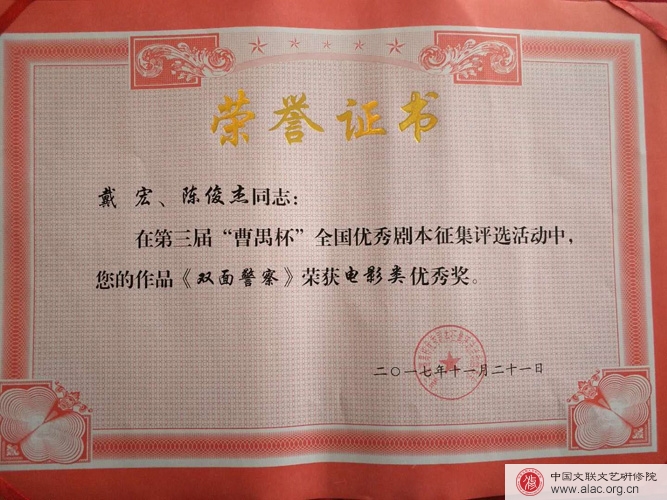 荣誉证书
戴 宏、陈俊杰同志：
在第三届“曹禺杯”全国优秀剧本征集评选活动中，
您的作品《双面警察》荣获电影类优秀奖。
二〇一七年十一月二十一日
中国文联文艺研修院
www.alac.org.cn